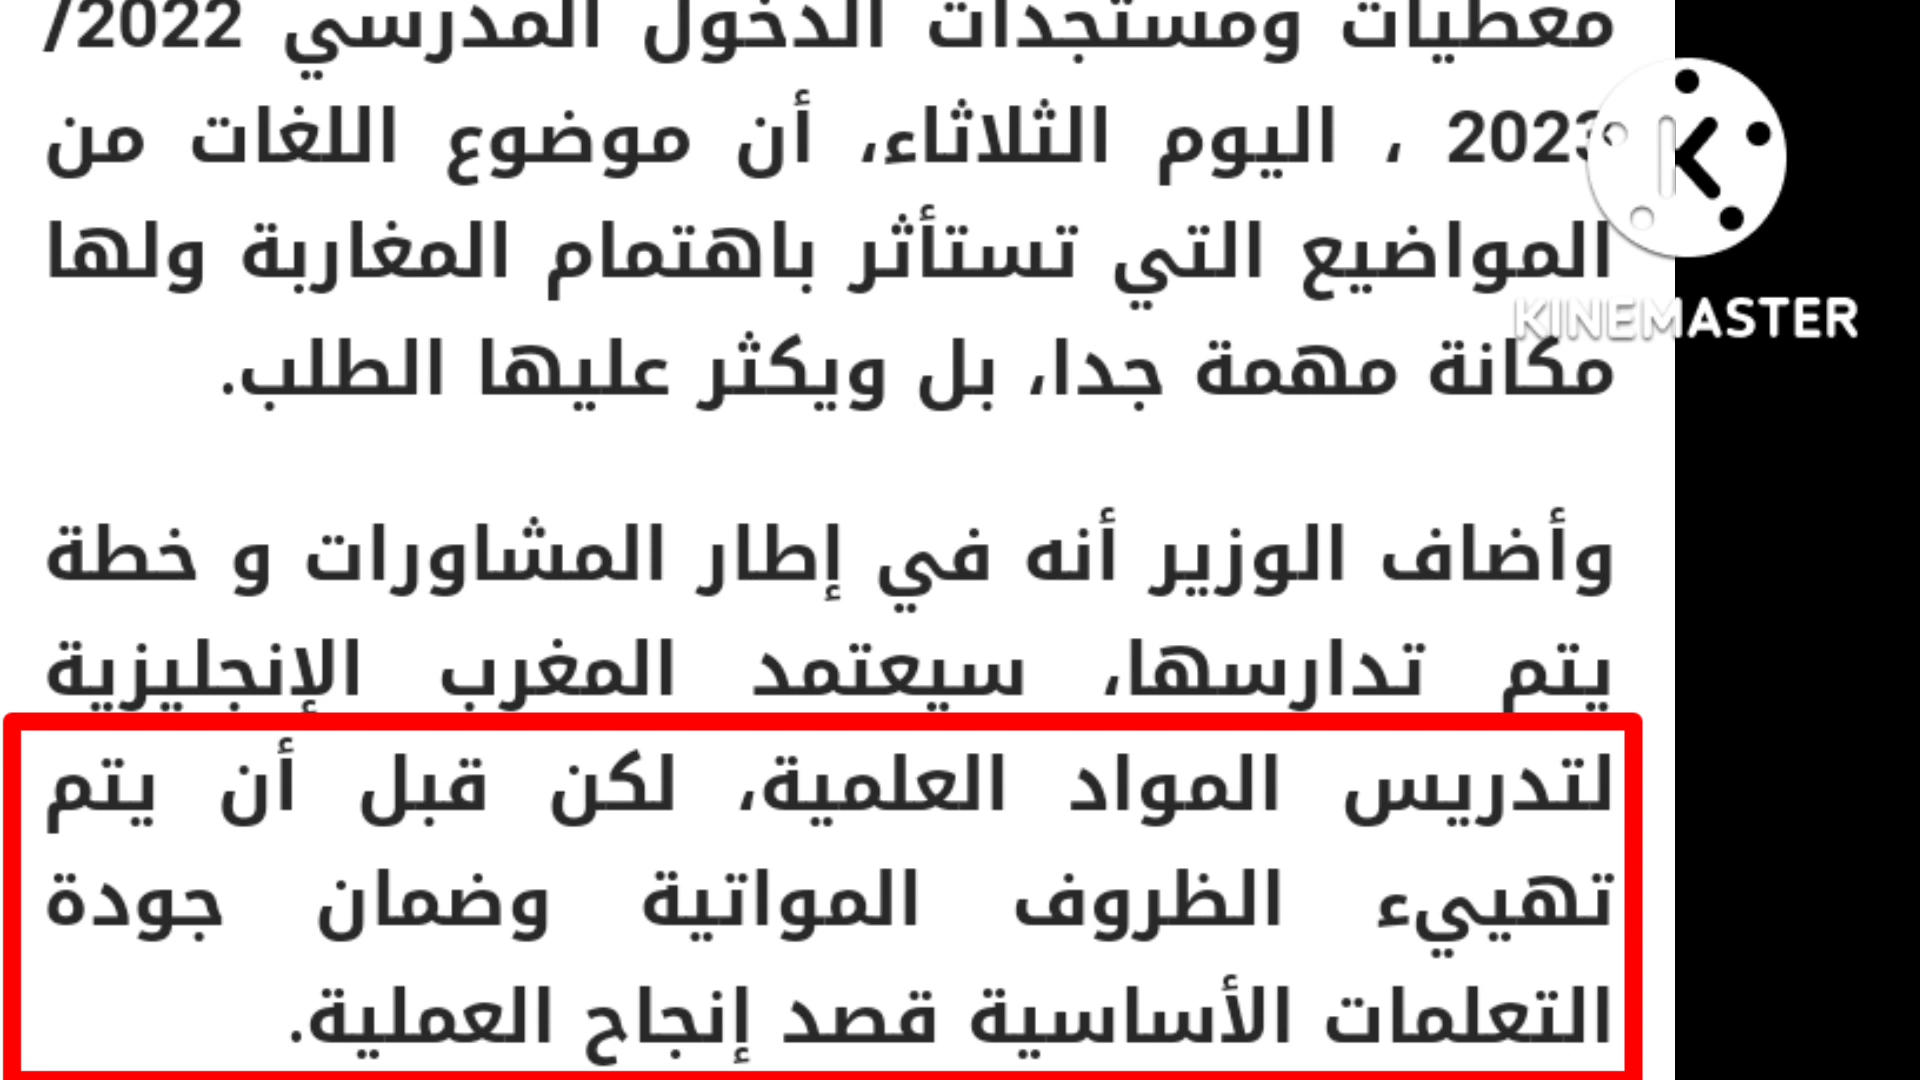 معطيات ومستجدات الدخول المدرسي 2022/
2023 ، اليوم الثلاثاء، أن موضوع اللغات من
المواضيع التي تستأثر باهتمام المغاربة ولها
KINEMASTER
مكانة مهمة جدا، بل ويكثر عليها الطلب.
وأضاف الوزير أنه في إطار المشاورات و خطة
يتم تدارسها، سيعتمد المغرب الإنجليزية
لتدريس المواد العلمية، لكن قبل أن يتم
تهييء الظروف المواتية وضمان جودة
التعلمات الأساسية قصد إنجاح العملية.